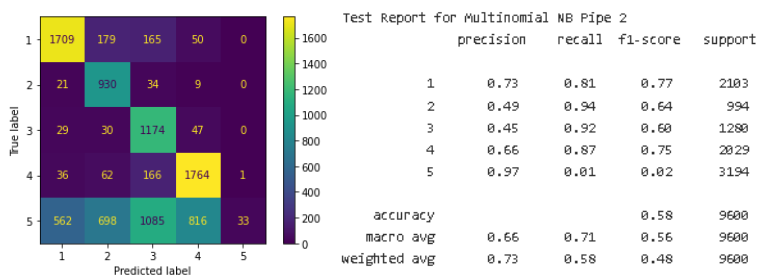 Test Report for Multinomial NB Pipe 2
precision recall f1-score support
1 0.73 0.81 0.77 2103
2 0.49 0.94 0.64 994
3 0.45 0.92 0.60 1280
4 0.66 0.87 0.75 2029
5 0.97 0.01 0.02 3194
accuracy 0.58 9600
macro avg 0.66 0.71 0.56 9600
weighted avg 0.73 0.58 0.48 9600
True label
1 1709 179 165 50 0
2 21 930 34 9 0
3 29 30 1174 47 0
4 36 62 166 1764 1
5 562 698 1085 816 33
1 2 3 4 5
Predicted label
1600
1400
1200
1000
800
600
400
200
0